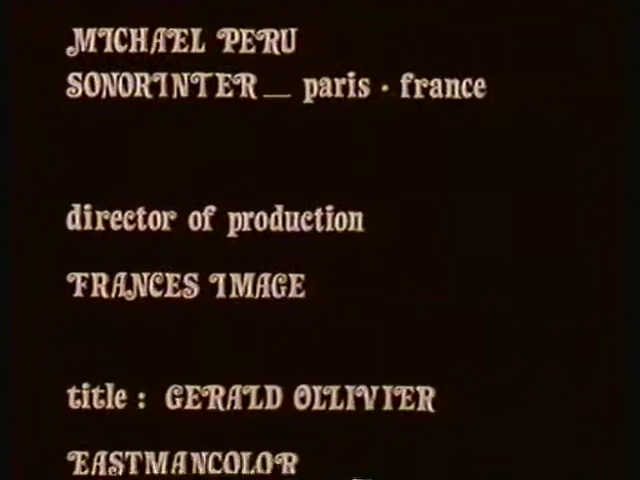 MICHAEL PERU
SONORINTER — paris · france
director of production
FRANCES IMAGE
title : GERALD OLLIVIER
EASTMANCOLOR